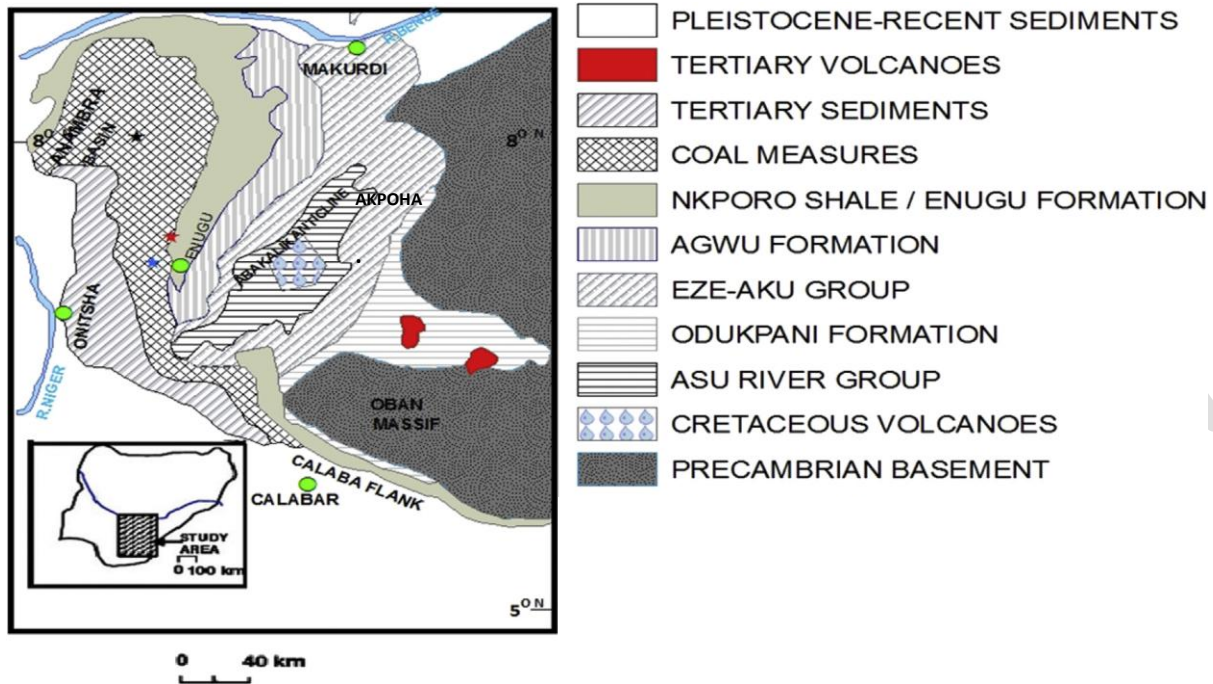 R.BENUE
MAKURDI
8° N
ANAMBRA
BASIN
8° N
AKPOHA
ABAKALIKI ANTICLINE
ENUGU
ONITSHA
R.NIGER
OBAN
MASSIF
CALABA FLANK
CALABAR
STUDY
AREA
0 100 km
5° N
0 40 km
PLEISTOCENE-RECENT SEDIMENTS
TERTIARY VOLCANOES
TERTIARY SEDIMENTS
COAL MEASURES
NKPORO SHALE / ENUGU FORMATION
AGWU FORMATION
EZE-AKU GROUP
ODUKPANI FORMATION
ASU RIVER GROUP
CRETACEOUS VOLCANOES
PRECAMBRIAN BASEMENT